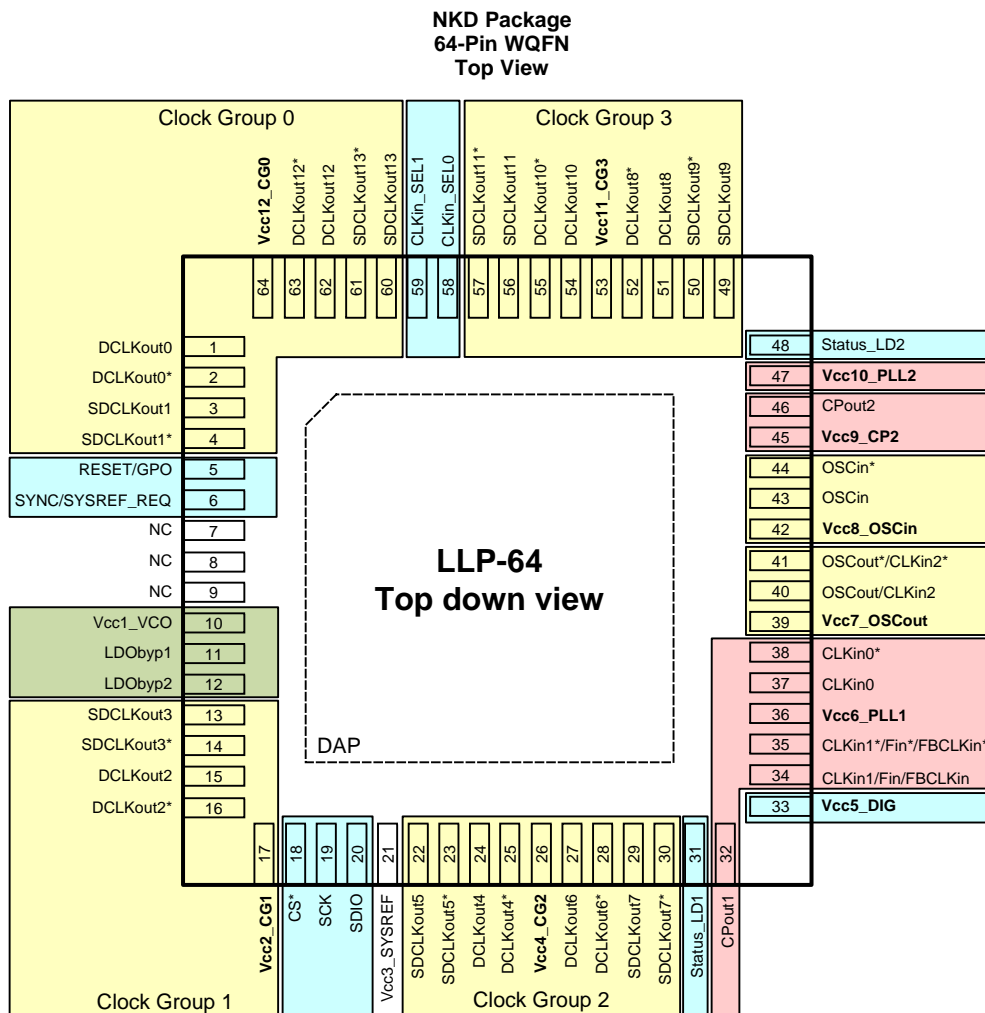 NKD Package
64-Pin WQFN
Top View
Clock Group 0
Clock Group 3
Vcc12_CG0
DCLKout12*
DCLKout12
SDCLKout13*
SDCLKout13
CLKin_SEL1
CLKin_SEL0
SDCLKout11*
SDCLKout11
DCLKout10*
DCLKout10
Vcc11_CG3
DCLKout8*
DCLKout8
SDCLKout9*
SDCLKout9
64
63
62
61
60
59
58
57
56
55
54
53
52
51
50
49
DCLKout0 1
DCLKout0* 2
SDCLKout1 3
SDCLKout1* 4
RESET/GPO 5
SYNC/SYSREF_REQ 6
NC 7
NC 8
NC 9
Vcc1_VCO 10
LDObyp1 11
LDObyp2 12
SDCLKout3 13
SDCLKout3* 14
DCLKout2 15
DCLKout2* 16
LLP-64
Top down view
DAP
48 Status_LD2
47 Vcc10_PLL2
46 CPout2
45 Vcc9_CP2
44 OSCin*
43 OSCin
42 Vcc8_OSCin
41 OSCout*/CLKin2*
40 OSCout/CLKin2
39 Vcc7_OSCout
38 CLKin0*
37 CLKin0
36 Vcc6_PLL1
35 CLKin1*/Fin*/FBCLKin*
34 CLKin1/Fin/FBCLKin
33 Vcc5_DIG
17
18
19
20
21
22
23
24
25
26
27
28
29
30
31
32
Vcc2_CG1
CS*
SCK
SDIO
Vcc3_SYSREF
SDCLKout5
SDCLKout5*
DCLKout4
DCLKout4*
Vcc4_CG2
DCLKout6
DCLKout6*
SDCLKout7
SDCLKout7*
Status_LD1
CPout1
Clock Group 1
Clock Group 2